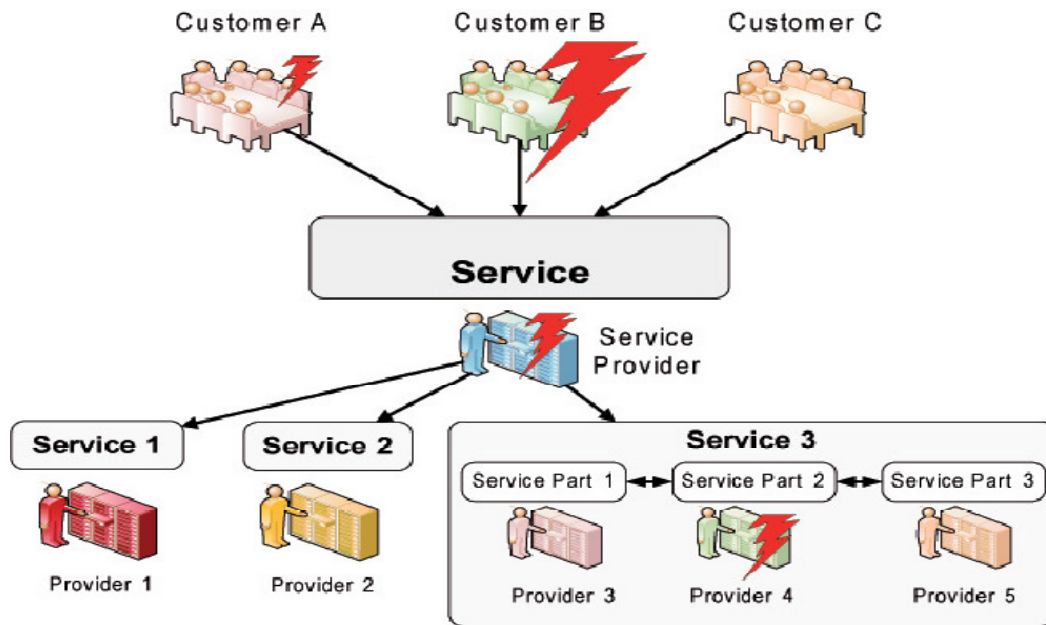 Customer A
Customer B
Customer C
Service
Service
Provider
Service 1
Service 2
Service 3
Service Part 1
Service Part 2
Service Part 3
Provider 1
Provider 2
Provider 3
Provider 4
Provider 5